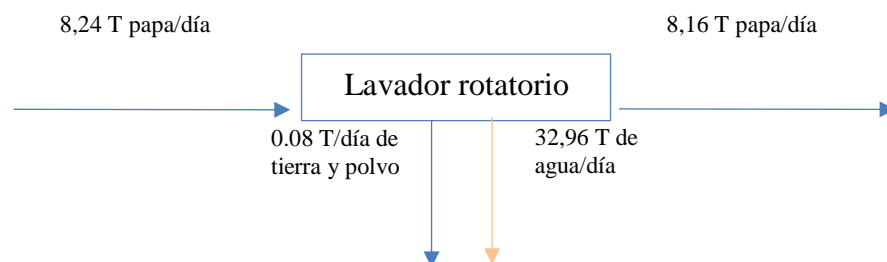 8,24 T papa/día
8,16 T papa/día
Lavador rotatorio
0.08 T/día de
tierra y polvo
32,96 T de
agua/día